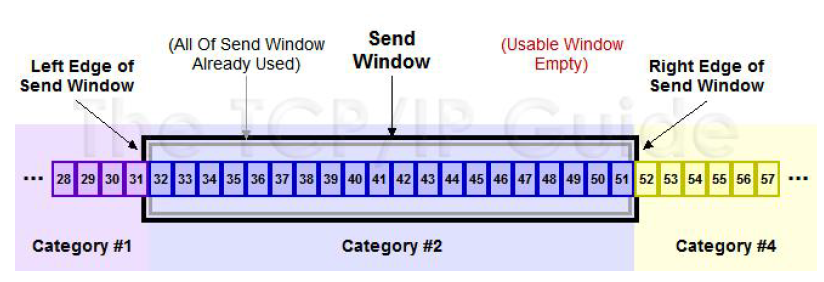 (All Of Send Window
Already Used)
Send
Window
(Usable Window
Empty)
Left Edge of
Send Window
Right Edge of
Send Window
The TCP/IP Guide
... 28 29 30 31 32 33 34 35 36 37 38 39 40 41 42 43 44 45 46 47 48 49 50 51 52 53 54 55 56 57 ...
Category #1 Category #2 Category #4